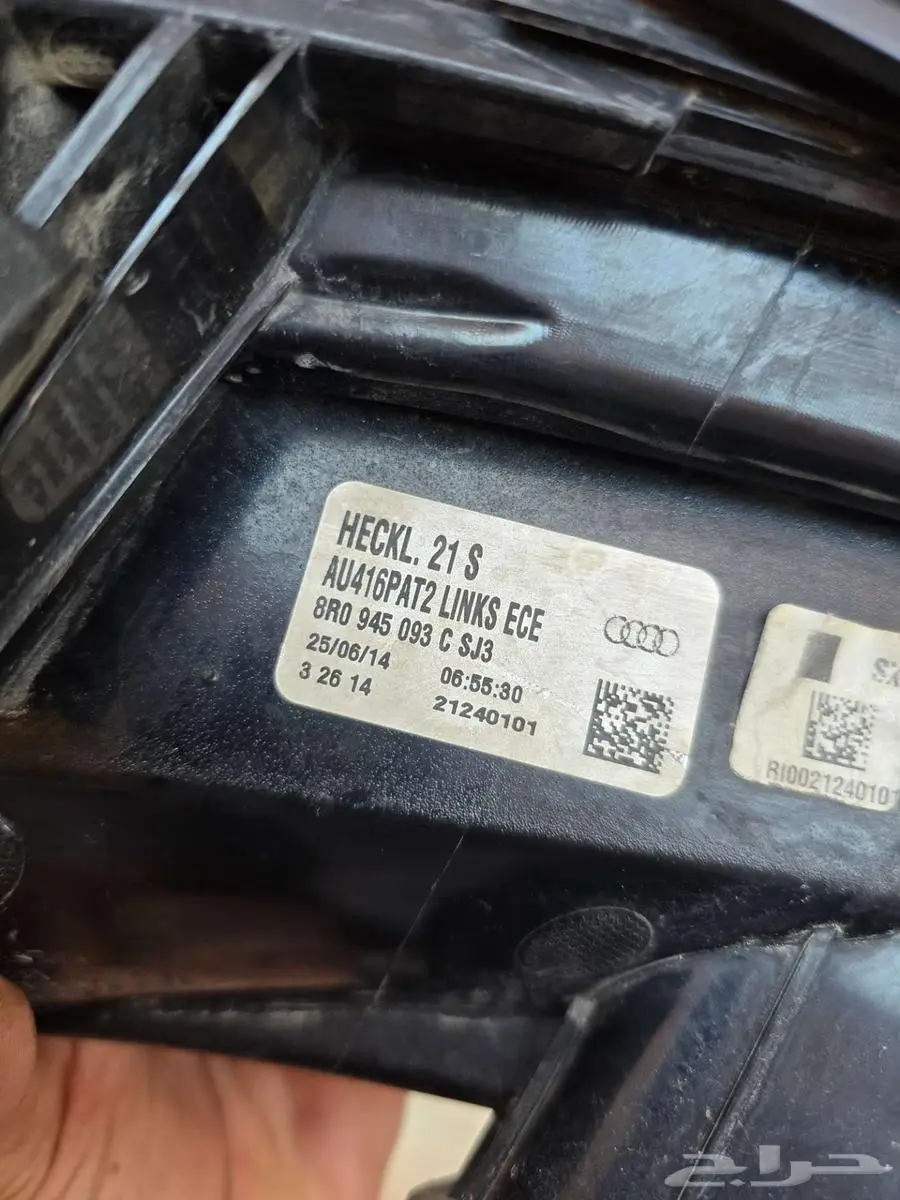 HECKL. 21 S
AU416PAT2 LINKS ECE
8R0 945 093 C SJ3
25/06/14 06:55:30
3 26 14 21240101
RI0021240101
حراج